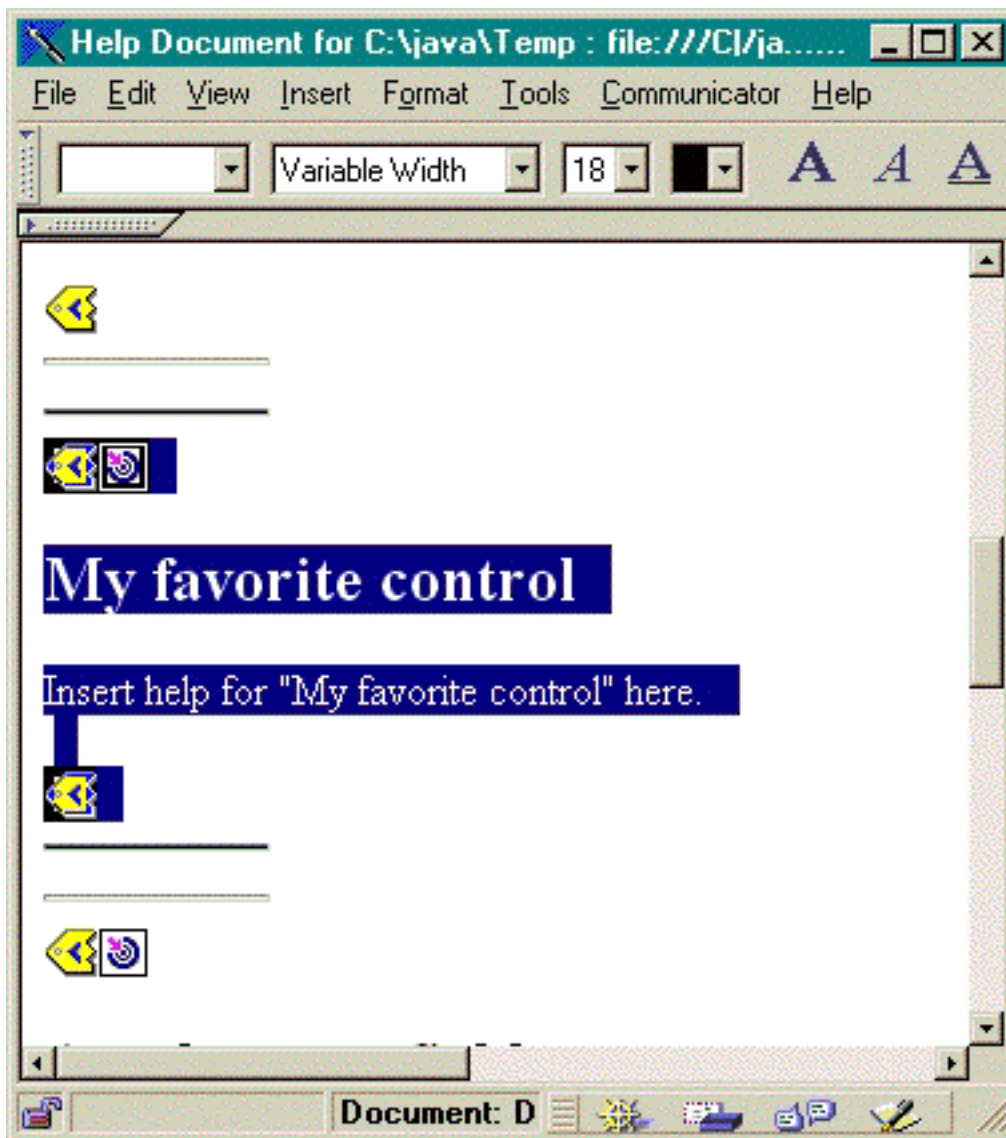 Help Document for C:\java\Temp : file:///C|/ja......
File Edit View Insert Format Tools Communicator Help
Variable Width 18 A A A
My favorite control
Insert help for "My favorite control" here.
Document: D